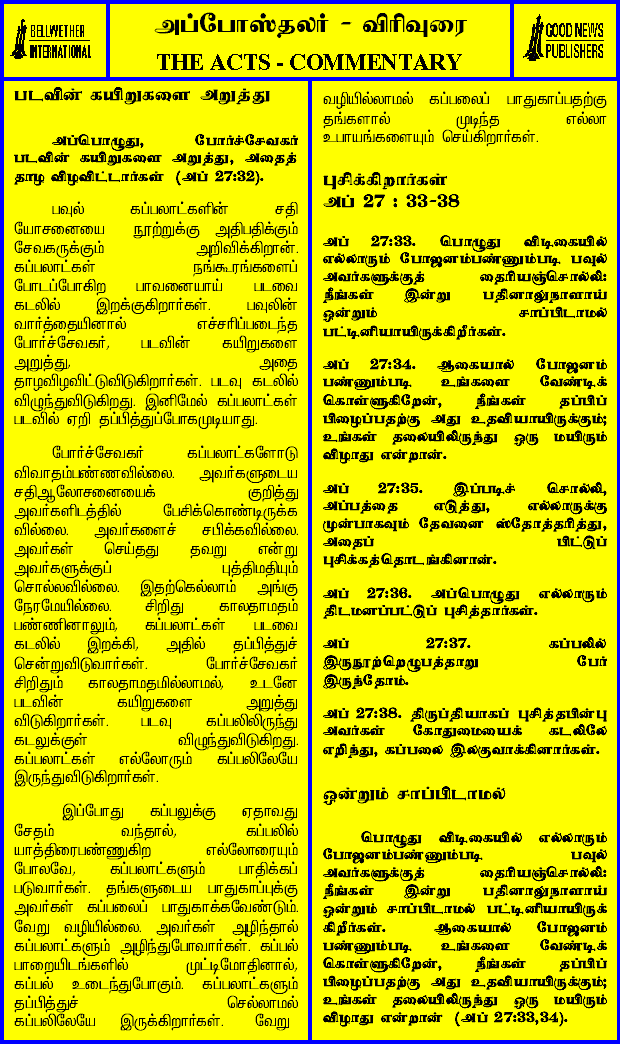 BELLWETHER
INTERNATIONAL
அப்போஸ்தலர் - விரிவுரை
THE ACTS - COMMENTARY
GOOD NEWS
PUBLISHERS
படவின் கயிறுகளை அறுத்து
அப்பொழுது, போர்ச்சேவகர்
படவின் கயிறுகளை அறுத்து, அதைத்
தாழ விழவிட்டார்கள் (அப் 27:32).
பவுல் கப்பலாட்களின் சதி
யோசனையை நூற்றுக்கு அதிபதிக்கும்
சேவகருக்கும் அறிவிக்கிறான்.
கப்பலாட்கள் நங்கூரங்களைப்
போடப்போகிற பாவனையாய் படவை
கடலில் இறக்குகிறார்கள். பவுலின்
வார்த்தையினால் எச்சரிப்படைந்த
போர்ச்சேவகர், படவின் கயிறுகளை
அறுத்து, அதை
தாழவிழவிட்டுவிடுகிறார்கள். படவு கடலில்
விழுந்துவிடுகிறது. இனிமேல் கப்பலாட்கள்
படவில் ஏறி தப்பித்துப்போகமுடியாது.
போர்ச்சேவகர் கப்பலாட்களோடு
விவாதம்பண்ணவில்லை. அவர்களுடைய
சதிஆலோசனையைக் குறித்து
அவர்களிடத்தில் பேசிக்கொண்டிருக்க
வில்லை. அவர்களைச் சபிக்கவில்லை.
அவர்கள் செய்தது தவறு என்று
அவர்களுக்குப் புத்திமதியும்
சொல்லவில்லை. இதற்கெல்லாம் அங்கு
நேரமேயில்லை. சிறிது காலதாமதம்
பண்ணினாலும், கப்பலாட்கள் படவை
கடலில் இறக்கி, அதில் தப்பித்துச்
சென்றுவிடுவார்கள். போர்ச்சேவகர்
சிறிதும் காலதாமதமில்லாமல், உடனே
படவின் கயிறுகளை அறுத்து
விடுகிறார்கள். படவு கப்பலிலிருந்து
கடலுக்குள் விழுந்துவிடுகிறது.
கப்பலாட்கள் எல்லோரும் கப்பலிலேயே
இருந்துவிடுகிறார்கள்.
இப்போது கப்பலுக்கு ஏதாவது
சேதம் வந்தால், கப்பலில்
யாத்திரைபண்ணுகிற எல்லோரையும்
போலவே, கப்பலாட்களும் பாதிக்கப்
படுவார்கள். தங்களுடைய பாதுகாப்புக்கு
அவர்கள் கப்பலைப் பாதுகாக்கவேண்டும்.
வேறு வழியில்லை. அவர்கள் அழிந்தால்
கப்பலாட்களும் அழிந்துபோவார்கள். கப்பல்
பாறையிடங்களில் முட்டிமோதினால்,
கப்பல் உடைந்துபோகும். கப்பலாட்களும்
தப்பித்துச் செல்லாமல்
கப்பலிலேயே இருக்கிறார்கள். வேறு
வழியில்லாமல் கப்பலைப் பாதுகாப்பதற்கு
தங்களால் முடிந்த எல்லா
உபாயங்களையும் செய்கிறார்கள்.
புசிக்கிறார்கள்
அப் 27 : 33-38
அப் 27:33. பொழுது விடிகையில்
எல்லாரும் போஜனம்பண்ணும்படி பவுல்
அவர்களுக்குத் தைரியஞ்சொல்லி:
நீங்கள் இன்று பதினாலுநாளாய்
ஒன்றும் சாப்பிடாமல்
பட்டினியாயிருக்கிறீர்கள்.
அப் 27:34. ஆகையால் போஜனம்
பண்ணும்படி உங்களை வேண்டிக்
கொள்ளுகிறேன், நீங்கள் தப்பிப்
பிழைப்பதற்கு அது உதவியாயிருக்கும்;
உங்கள் தலையிலிருந்து ஒரு மயிரும்
விழாது என்றான்.
அப் 27:35. இப்படிச் சொல்லி,
அப்பத்தை எடுத்து, எல்லாருக்கு
முன்பாகவும் தேவனை ஸ்தோத்தரித்து,
அதைப் பிட்டுப்
புசிக்கத்தொடங்கினான்.
அப் 27:36. அப்பொழுது எல்லாரும்
திடமனப்பட்டுப் புசித்தார்கள்.
அப் 27:37. கப்பலில்
இருநூற்றெழுபத்தாறு பேர்
இருந்தோம்.
அப் 27:38. திருப்தியாகப் புசித்தபின்பு
அவர்கள் கோதுமையைக் கடலிலே
எறிந்து, கப்பலை இலகுவாக்கினார்கள்.
ஒன்றும் சாப்பிடாமல்
பொழுது விடிகையில் எல்லாரும்
போஜனம்பண்ணும்படி பவுல்
அவர்களுக்குத் தைரியஞ்சொல்லி:
நீங்கள் இன்று பதினாலுநாளாய்
ஒன்றும் சாப்பிடாமல் பட்டினியாயிருக்
கிறீர்கள். ஆகையால் போஜனம்
பண்ணும்படி உங்களை வேண்டிக்
கொள்ளுகிறேன், நீங்கள் தப்பிப்
பிழைப்பதற்கு அது உதவியாயிருக்கும்;
உங்கள் தலையிலிருந்து ஒரு மயிரும்
விழாது என்றான் (அப் 27:33,34).